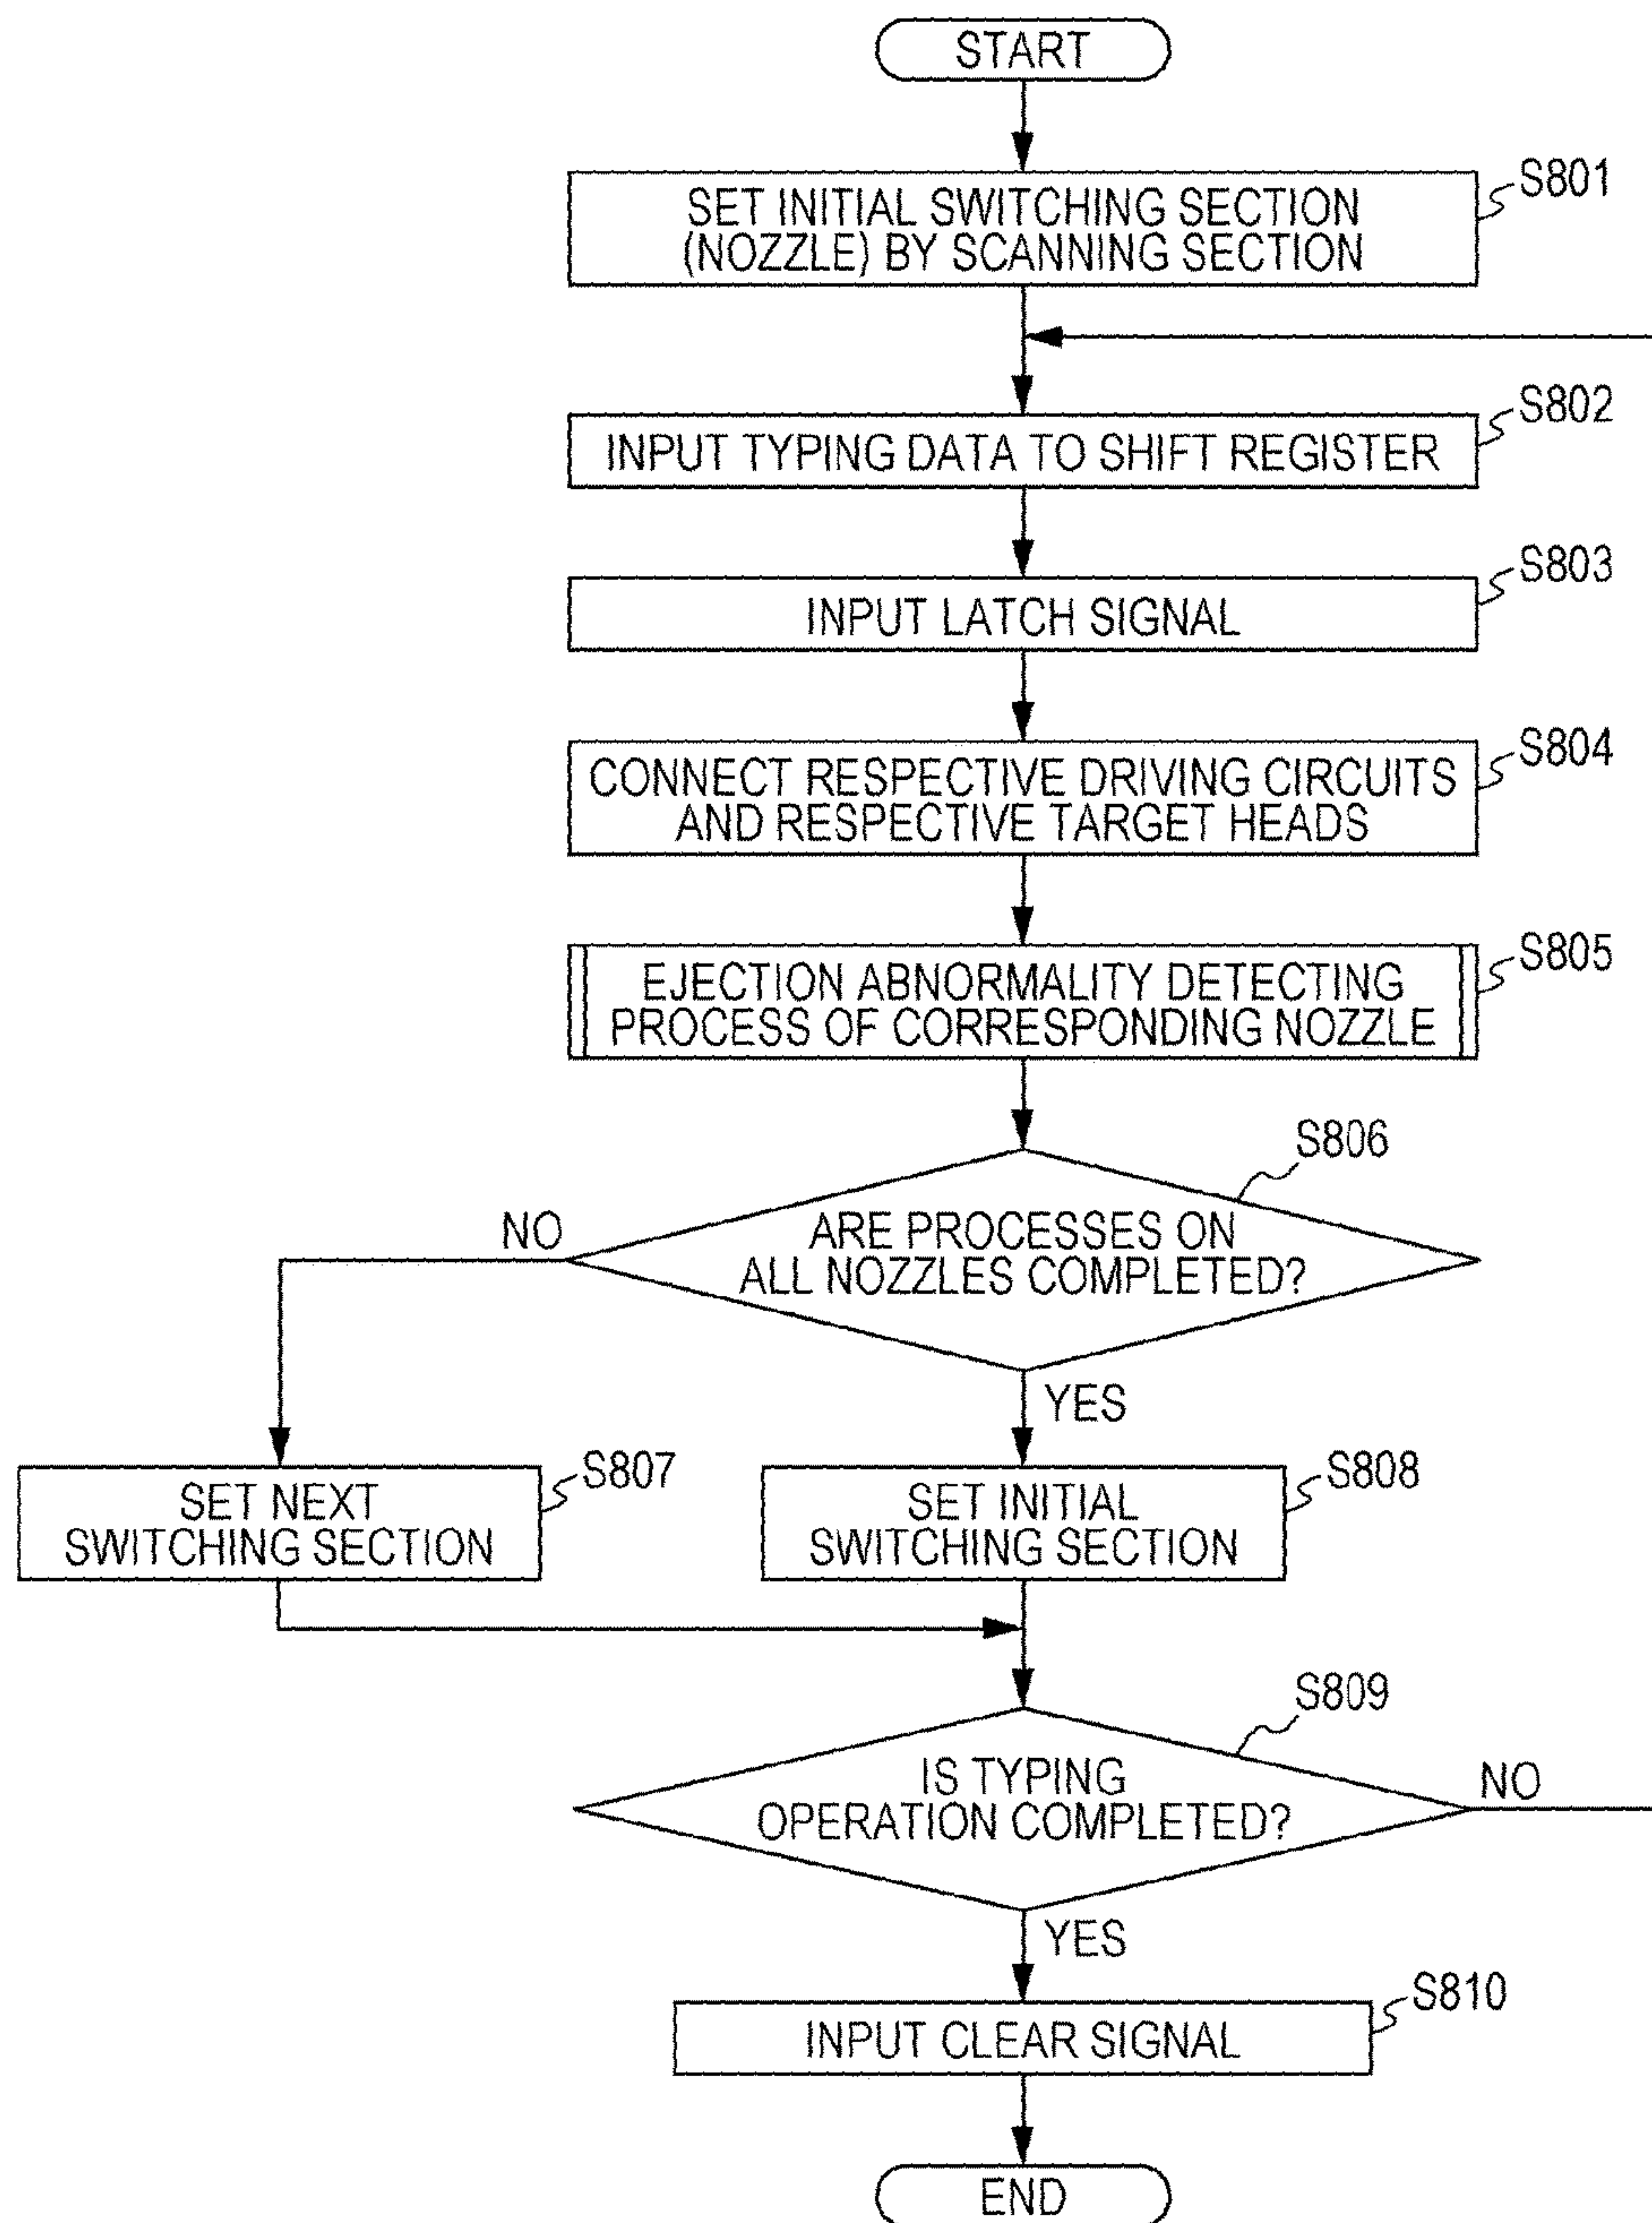 START
S801
SET INITIAL SWITCHING SECTION
(NOZZLE) BY SCANNING SECTION
S802
INPUT TYPING DATA TO SHIFT REGISTER
S803
INPUT LATCH SIGNAL
S804
CONNECT RESPECTIVE DRIVING CIRCUITS
AND RESPECTIVE TARGET HEADS
S805
EJECTION ABNORMALITY DETECTING
PROCESS OF CORRESPONDING NOZZLE
S806
NO
ARE PROCESSES ON
ALL NOZZLES COMPLETED?
YES
S807
SET NEXT
SWITCHING SECTION
S808
SET INITIAL
SWITCHING SECTION
S809
IS TYPING
OPERATION COMPLETED?
NO
YES
S810
INPUT CLEAR SIGNAL
END